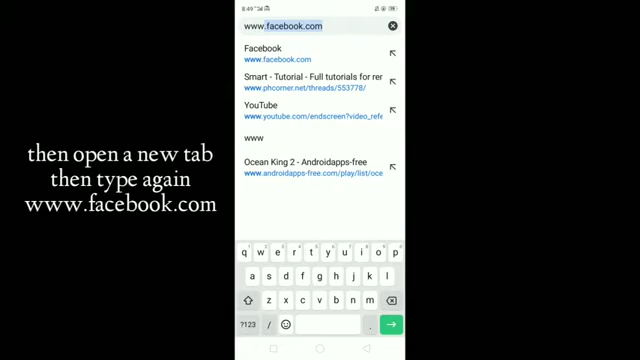 8:49
www.facebook.com
Facebook
www.facebook.com
Smart - Tutorial - Full tutorials for rer
www.phcorner.net/threads/553778/
YouTube
www.youtube.com/endscreen?video_refe
www
Ocean King 2 - Androidapps-free
www.androidapps-free.com/play/list/oce
then open a new tab
then type again
www.facebook.com
1 2 3 4 5 6 7 8 9 0
q w e r t y u i o p
a s d f g h j k l
z x c v b n m
?123 / .